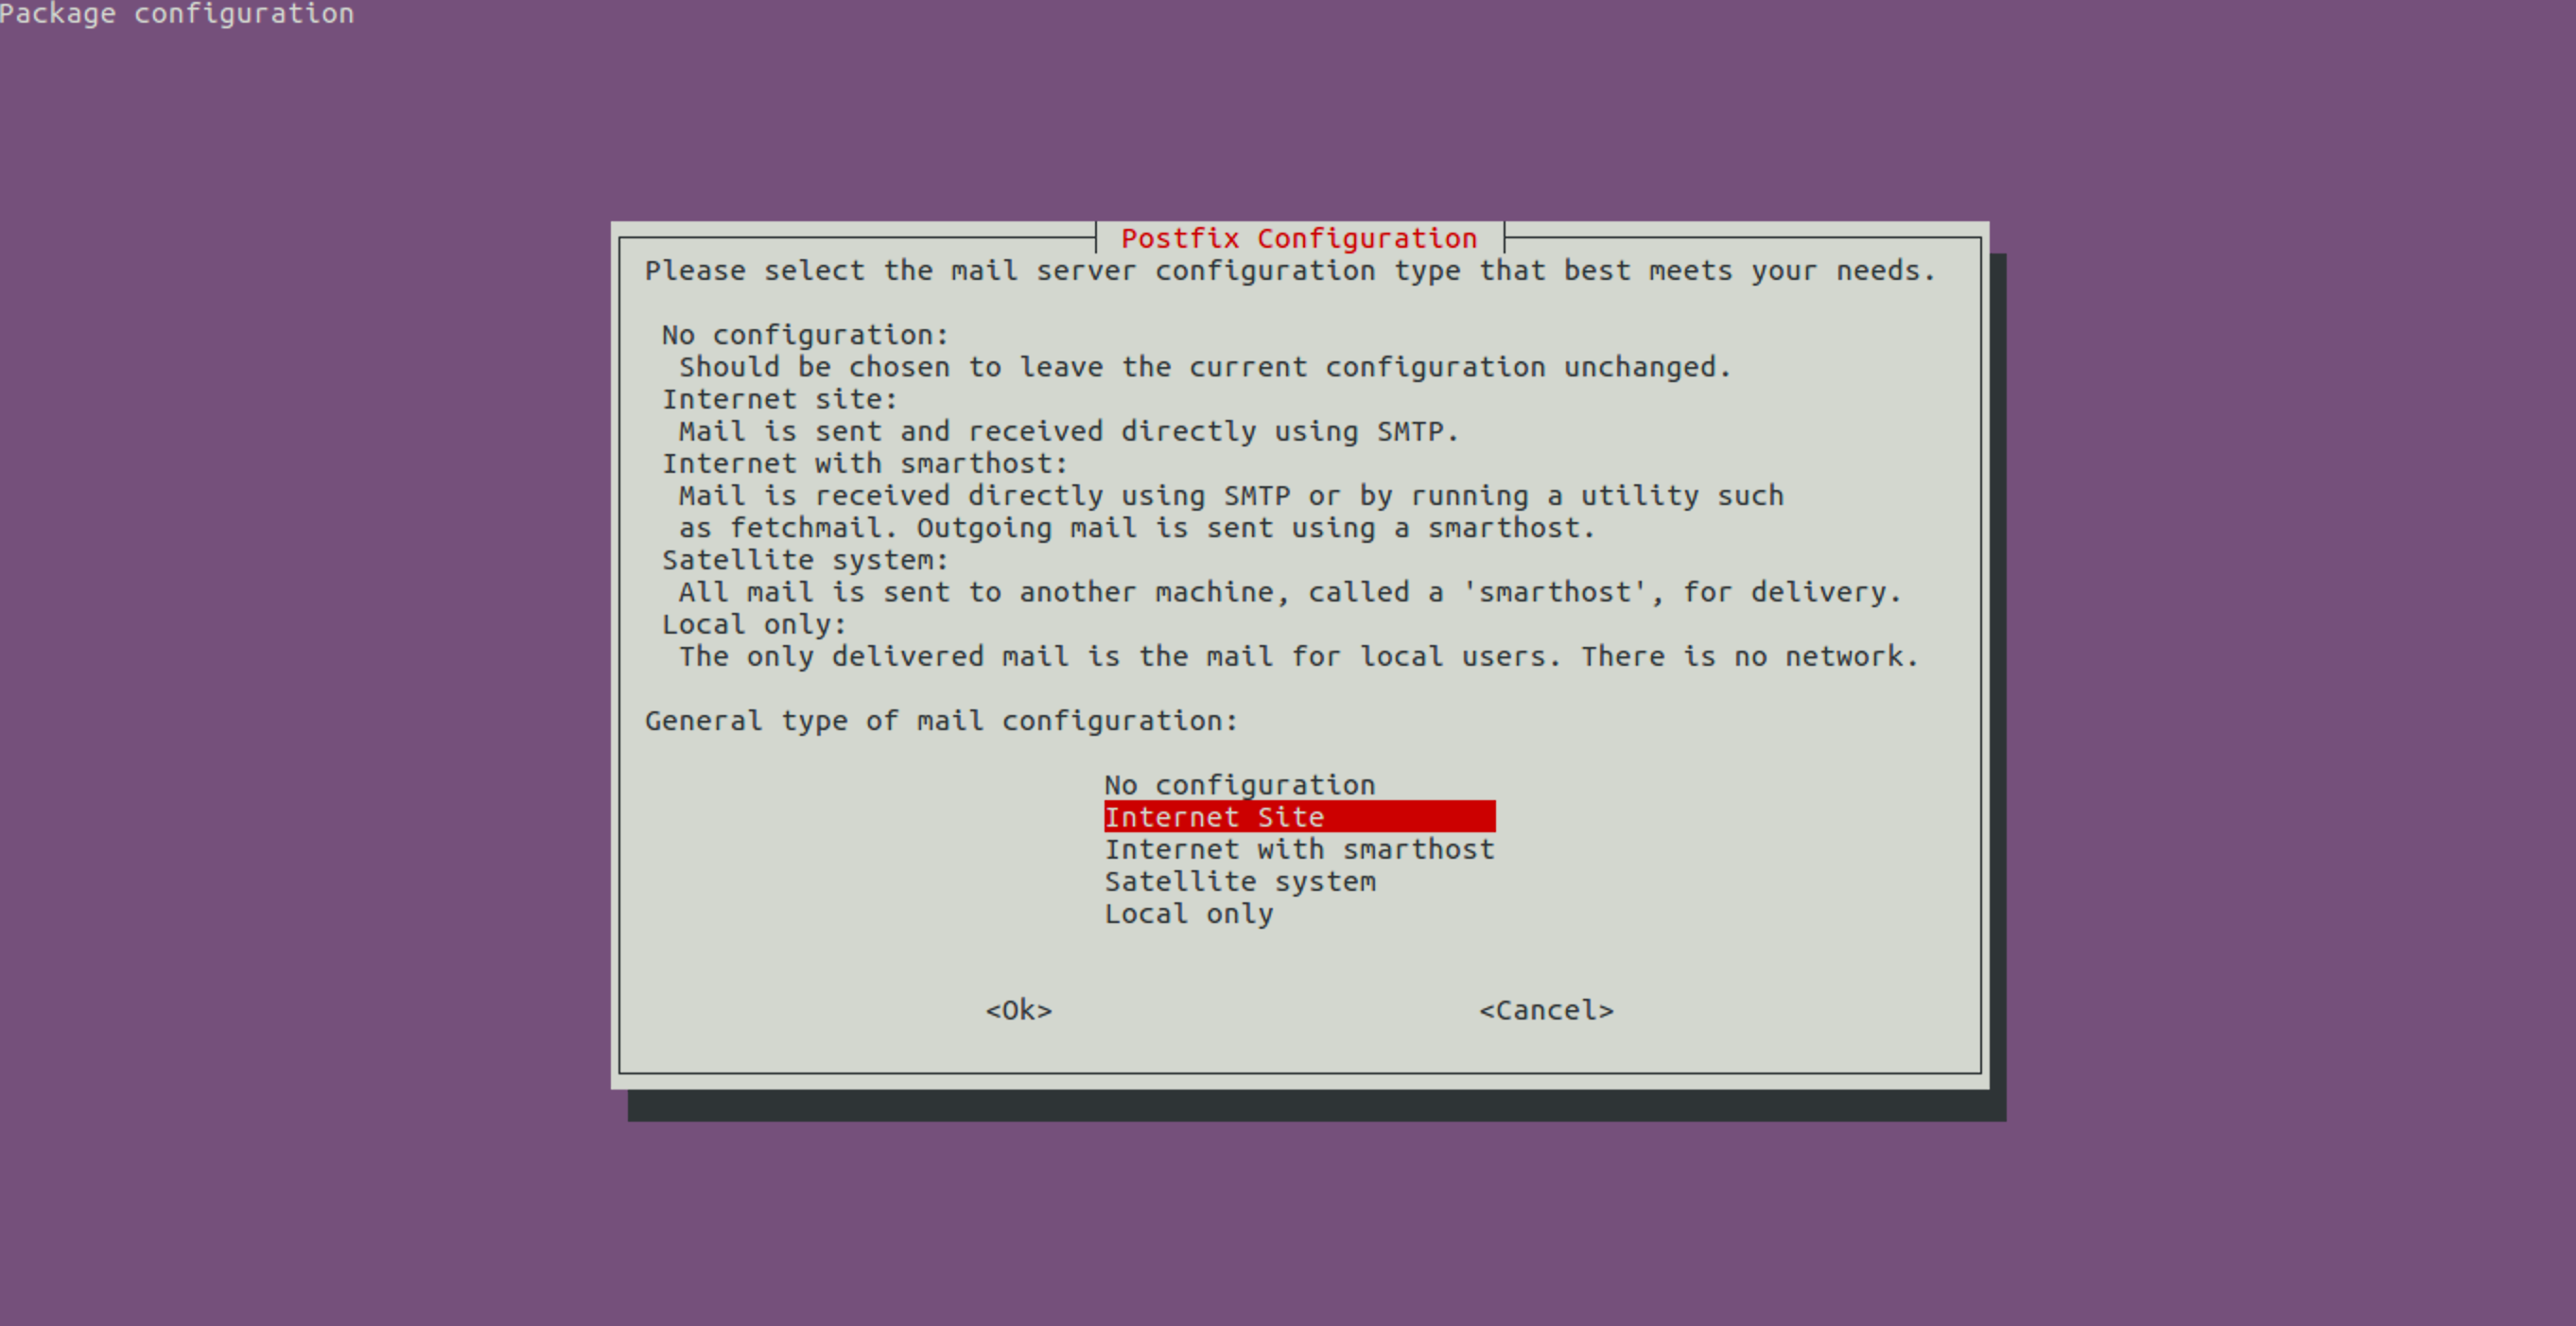 Package configuration
Postfix Configuration
Please select the mail server configuration type that best meets your needs.
No configuration:
Should be chosen to leave the current configuration unchanged.
Internet site:
Mail is sent and received directly using SMTP.
Internet with smarthost:
Mail is received directly using SMTP or by running a utility such
as fetchmail. Outgoing mail is sent using a smarthost.
Satellite system:
All mail is sent to another machine, called a 'smarthost', for delivery.
Local only:
The only delivered mail is the mail for local users. There is no network.
General type of mail configuration:
No configuration
Internet Site
Internet with smarthost
Satellite system
Local only
<Ok> <Cancel>